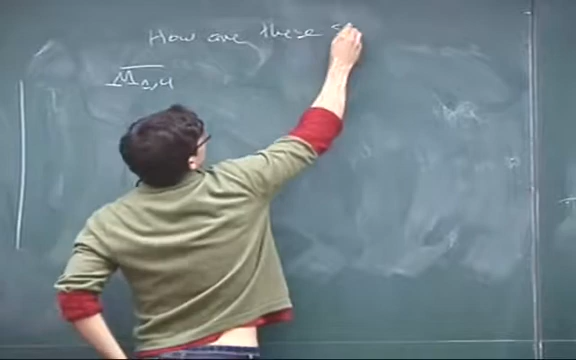 How are these
M̅₀,₄